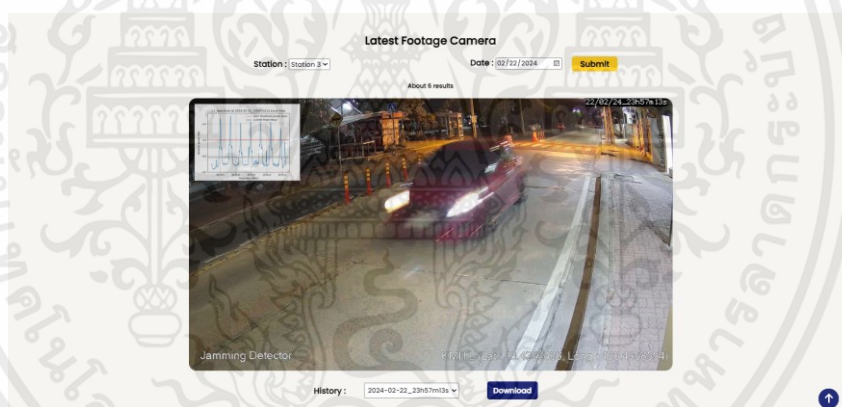 Latest Footage Camera
Station : Station 3
Date : 02/22/2024
Submit
About 6 results
22/02/24_23h57m13s
Jamming Detector
History : 2024-02-22_23h57m13s
Download